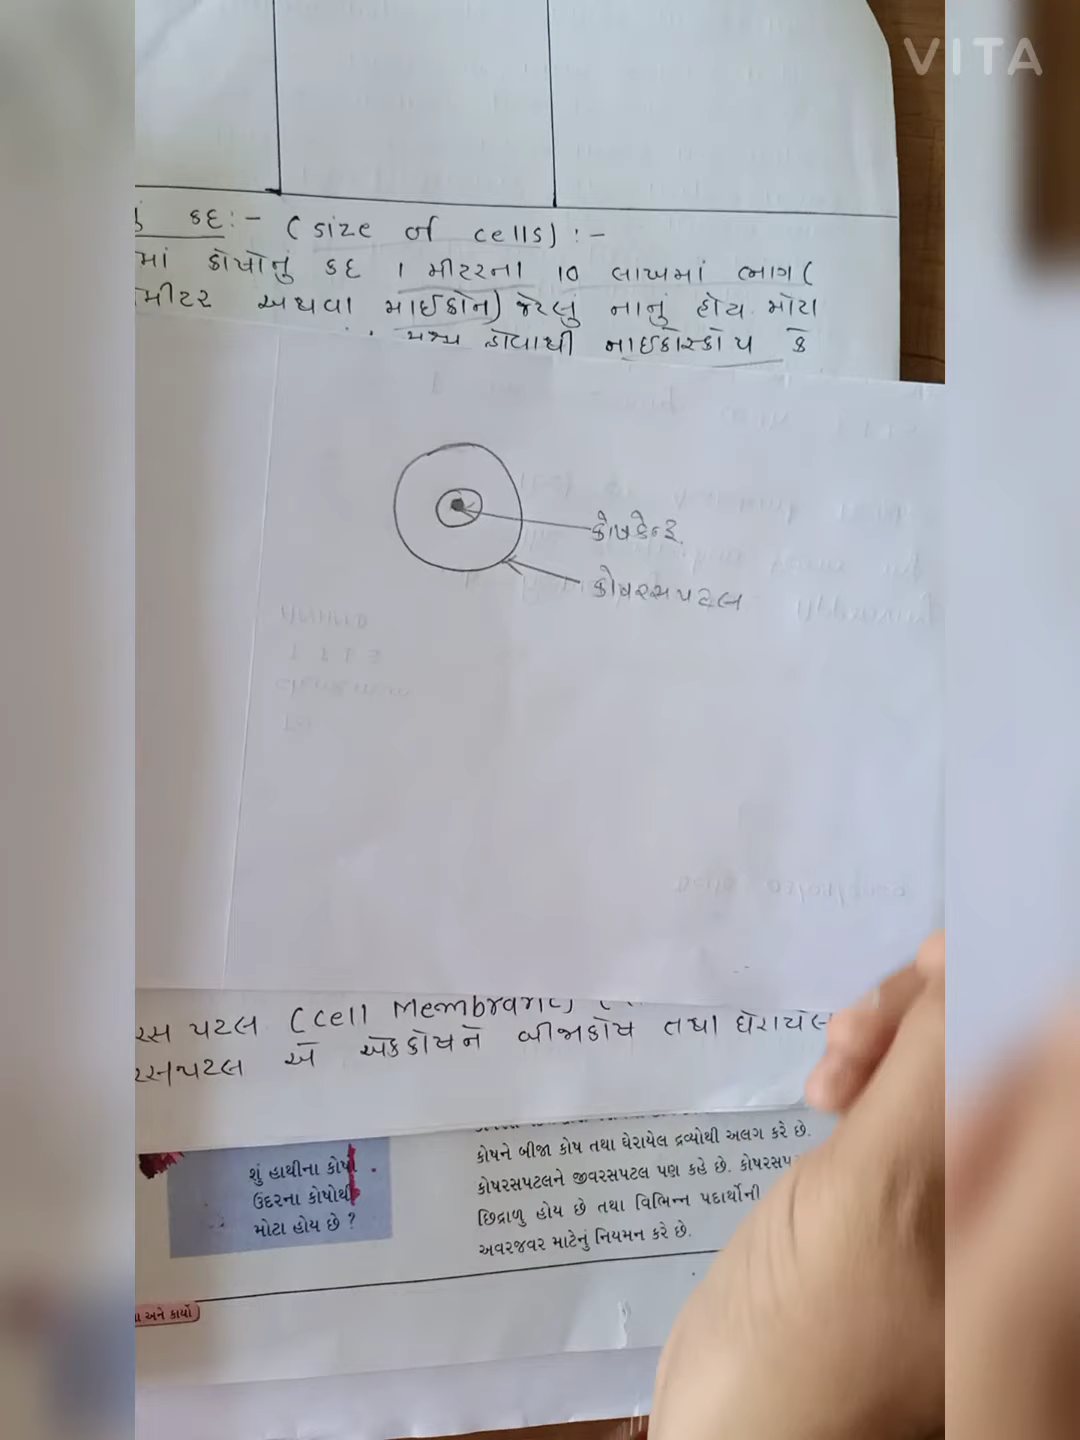 VITA
કદ:- (size of cells) :-
માં કોષોનું કદ 1 મીટરના 10 લાખમાં ભાગ (
મીટર અથવા માઈક્રોન) જેટલું નાનું હોય મોટા
હોવાથી માઈક્રોસ્કોપ કે
કોષકેન્દ્ર
કોષરસપટલ
રસ પટલ (cell Membrane)
રસપટલ એ એકકોષને બીજાકોષ તથા ઘેરાયેલ
શું હાથીના કોષો
ઉંદરના કોષોથી
મોટા હોય છે ?
કોષને બીજા કોષ તથા ઘેરાયેલ દ્રવ્યોથી અલગ કરે છે.
કોષરસપટલને જીવરસપટલ પણ કહે છે. કોષરસપ
છિદ્રાળુ હોય છે તથા વિભિન્ન પદાર્થોની
અવરજવર માટેનું નિયમન કરે છે.
અને કાર્યો